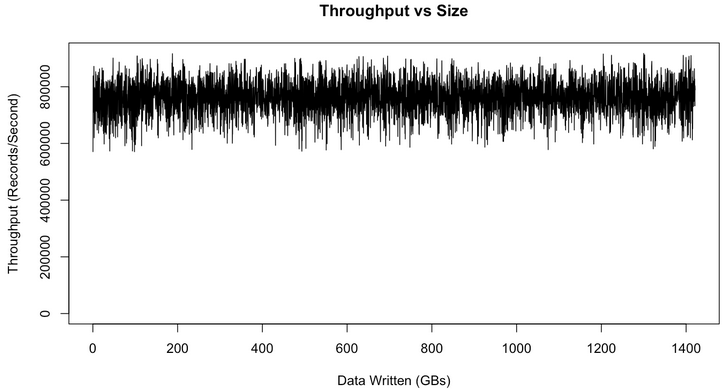 Throughput vs Size
Throughput (Records/Second)
800000
600000
400000
200000
0
0 200 400 600 800 1000 1200 1400
Data Written (GBs)